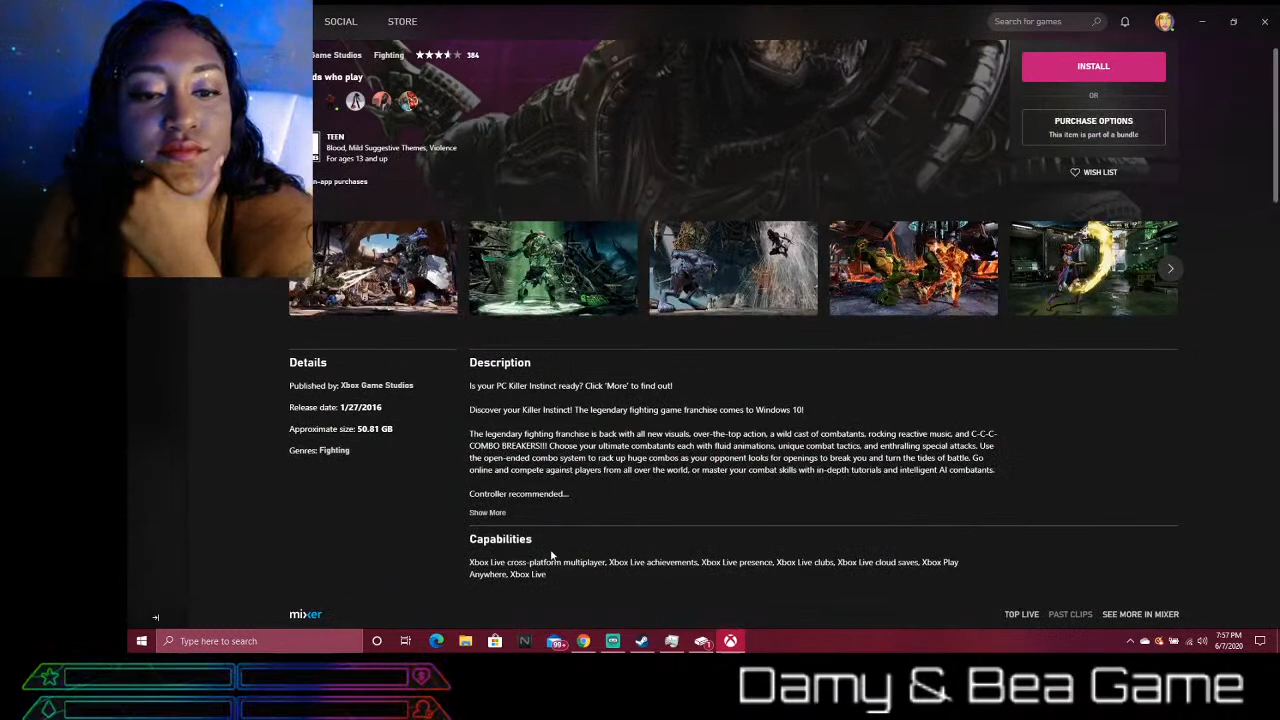 SOCIAL STORE Search for games
ame Studios Fighting 384
ds who play
INSTALL
OR
PURCHASE OPTIONS
This item is part of a bundle
WISH LIST
TEEN
Blood, Mild Suggestive Themes, Violence
For ages 13 and up
n-app purchases
Details
Published by: Xbox Game Studios
Release date: 1/27/2016
Approximate size: 50.81 GB
Genres: Fighting
Description
Is your PC Killer Instinct ready? Click 'More' to find out!
Discover your Killer Instinct! The legendary fighting game franchise comes to Windows 10!
The legendary fighting franchise is back with all new visuals, over-the-top action, a wild cast of combatants, rocking reactive music, and C-C-C-
COMBO BREAKERS!!! Choose your ultimate combatants each with fluid animations, unique combat tactics, and enthralling special attacks. Use
the open-ended combo system to rack up huge combos as your opponent looks for openings to break you and turn the tides of battle. Go
online and compete against players from all over the world, or master your combat skills with in-depth tutorials and intelligent AI combatants.
Controller recommended...
Show More
Capabilities
Xbox Live cross-platform multiplayer, Xbox Live achievements, Xbox Live presence, Xbox Live clubs, Xbox Live cloud saves, Xbox Play
Anywhere, Xbox Live
mixer TOP LIVE PAST CLIPS SEE MORE IN MIXER
Type here to search 99+ 7:57 PM
6/7/2020
Damy & Bea Game